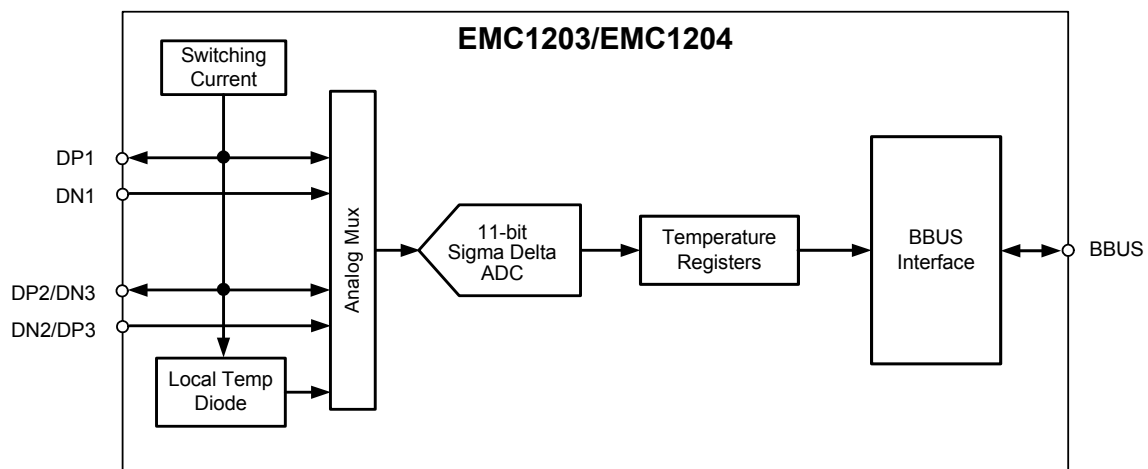 EMC1203/EMC1204
Switching
Current
DP1
DN1
DP2/DN3
DN2/DP3
Local Temp
Diode
Analog Mux
11-bit
Sigma Delta
ADC
Temperature
Registers
BBUS
Interface
BBUS